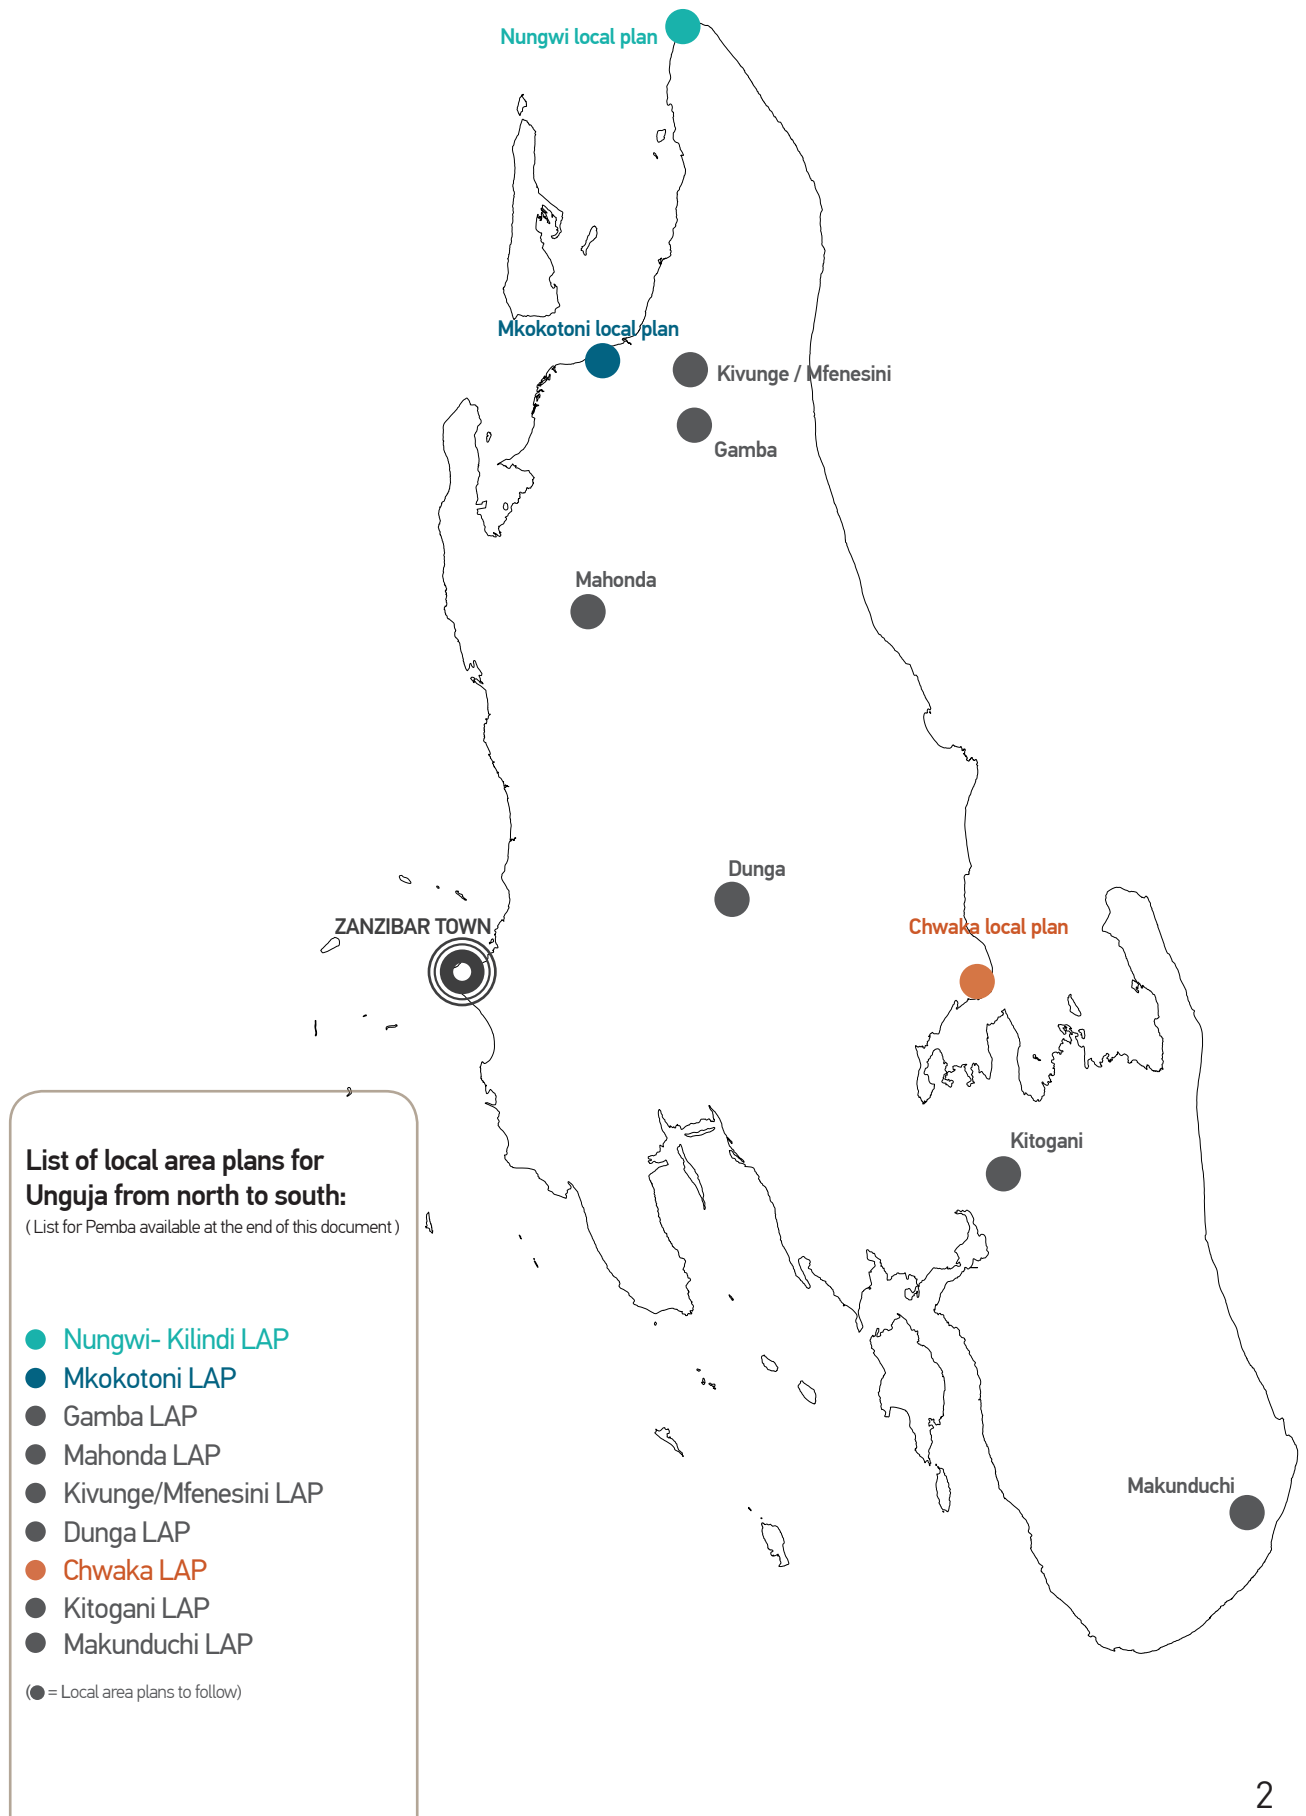 Nungwi local plan
Mkokotoni local plan
Kivunge / Mfenesini
Gamba
Mahonda
Dunga
ZANZIBAR TOWN
Chwaka local plan
Kitogani
Makunduchi
List of local area plans for
Unguja from north to south:
( List for Pemba available at the end of this document )
Nungwi- Kilindi LAP
Mkokotoni LAP
Gamba LAP
Mahonda LAP
Kivunge/Mfenesini LAP
Dunga LAP
Chwaka LAP
Kitogani LAP
Makunduchi LAP
(● = Local area plans to follow)
2